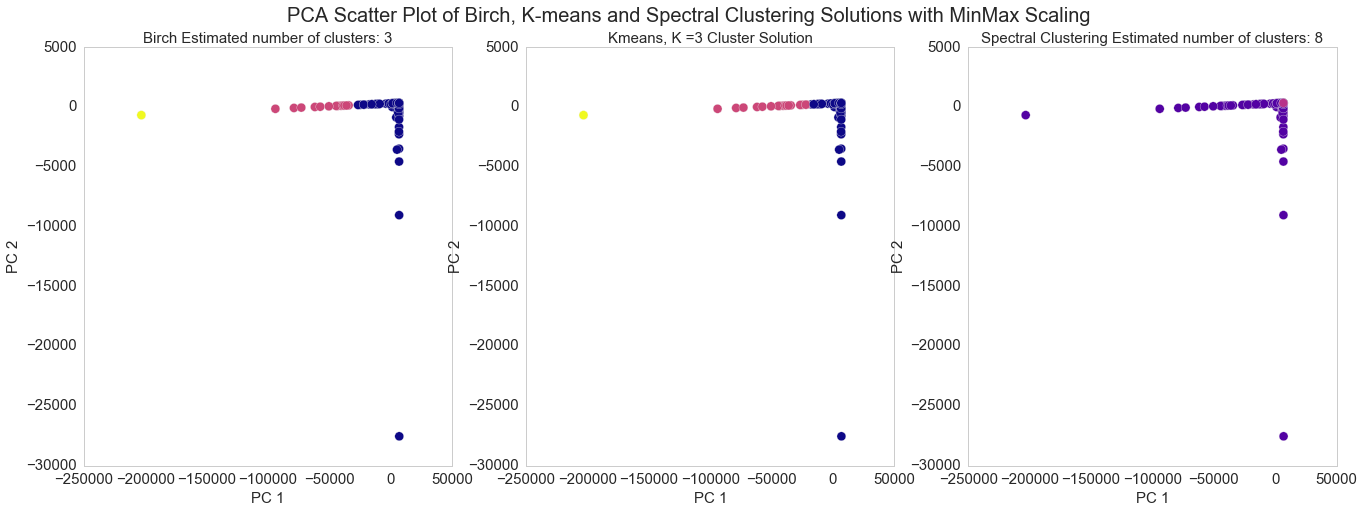 PCA Scatter Plot of Birch, K-means and Spectral Clustering Solutions with MinMax Scaling
Birch Estimated number of clusters: 3
5000
0
−5000
−10000
−15000
−20000
−25000
−30000
PC 2
−250000 −200000 −150000 −100000 −50000 0 50000
PC 1
Kmeans, K =3 Cluster Solution
5000
0
−5000
−10000
−15000
−20000
−25000
−30000
PC 2
−250000 −200000 −150000 −100000 −50000 0 50000
PC 1
Spectral Clustering Estimated number of clusters: 8
5000
0
−5000
−10000
−15000
−20000
−25000
−30000
PC 2
−250000 −200000 −150000 −100000 −50000 0 50000
PC 1